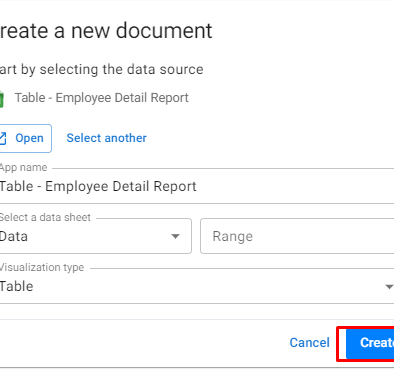 reate a new document
art by selecting the data source
Table - Employee Detail Report
Open Select another
App name
Table - Employee Detail Report
Select a data sheet
Data Range
Visualization type
Table
Cancel Create